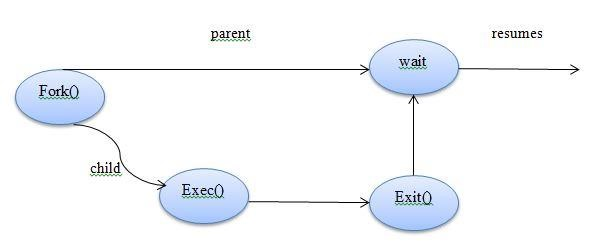 parent
resumes
wait
Fork()
child
Exec()
Exit()